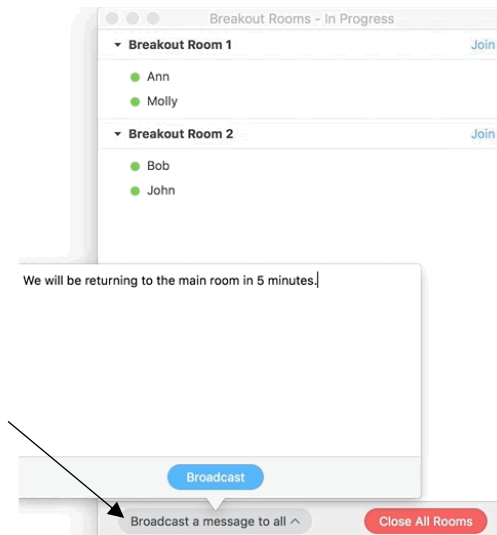 Breakout Rooms - In Progress
Breakout Room 1 Join
Ann
Molly
Breakout Room 2 Join
Bob
John
We will be returning to the main room in 5 minutes.
Broadcast
Broadcast a message to all
Close All Rooms